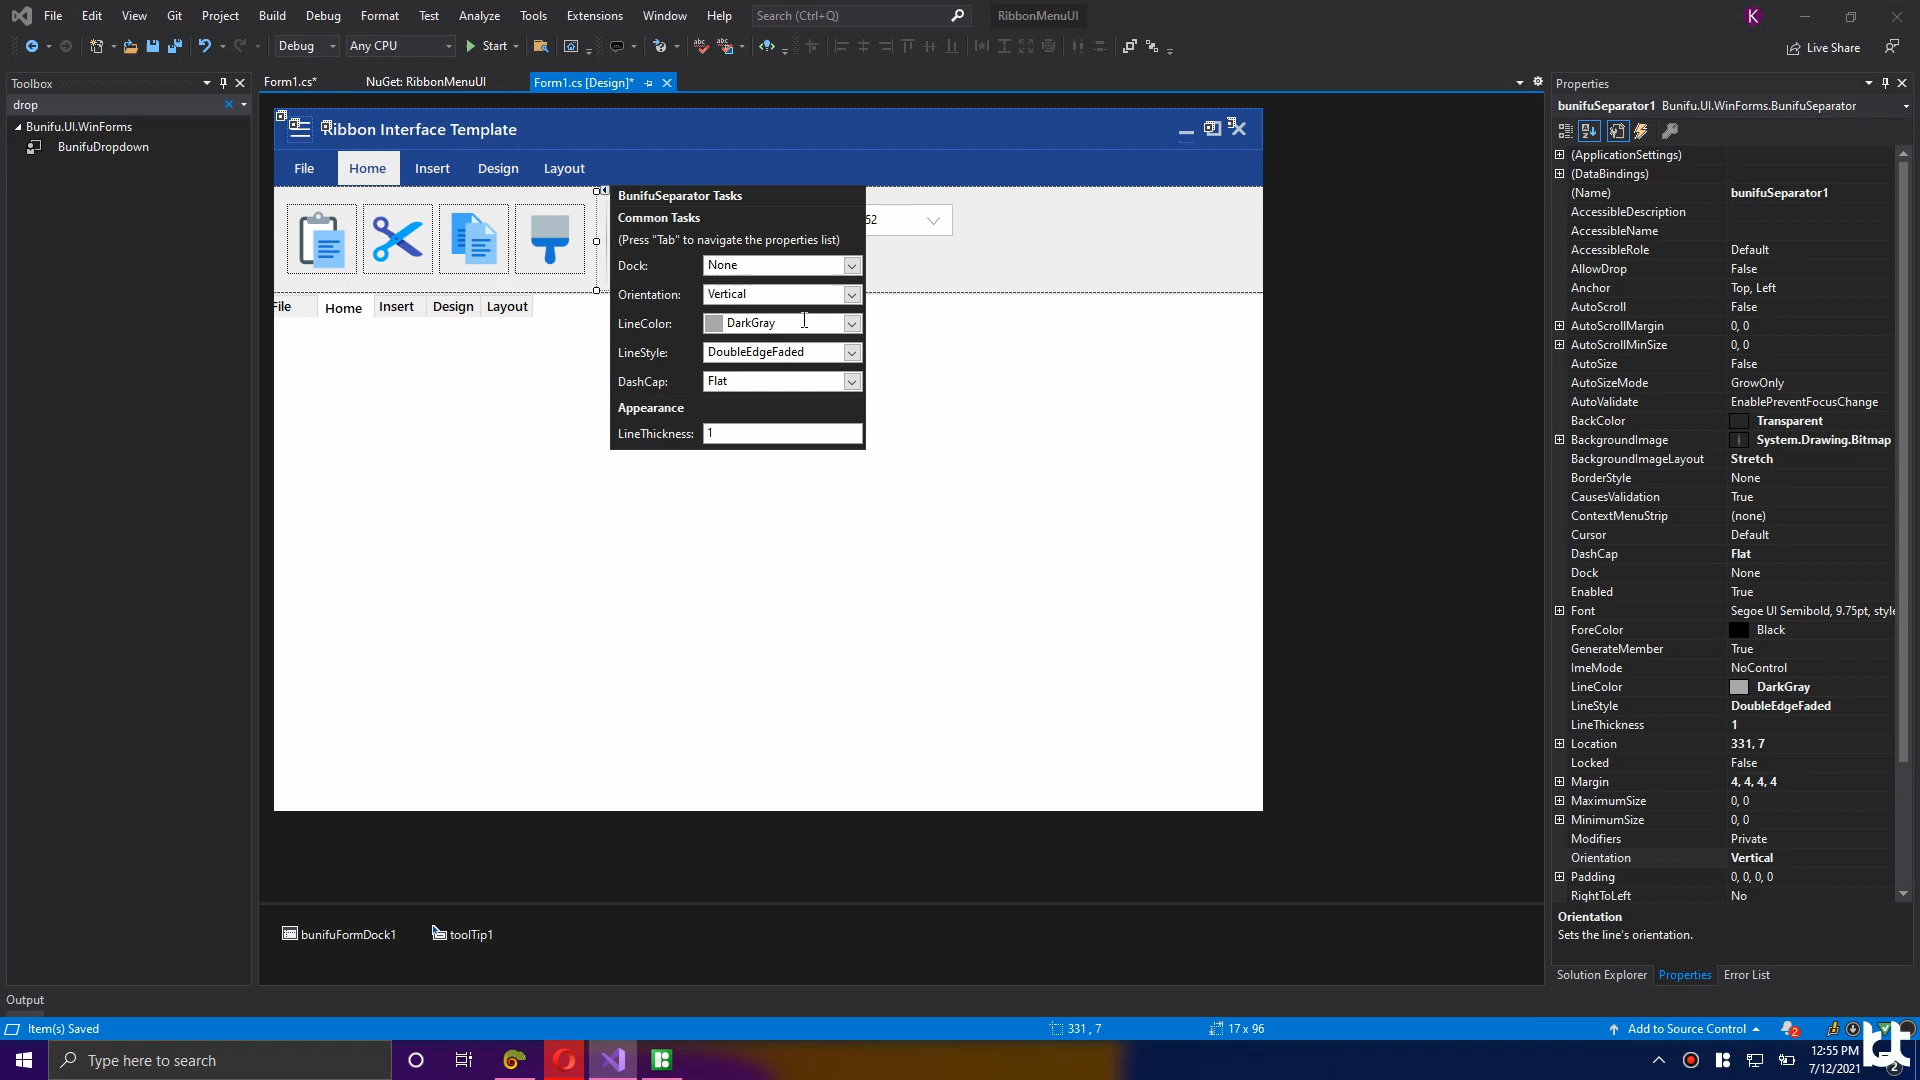 File Edit View Git Project Build Debug Format Test Analyze Tools Extensions Window Help Search (Ctrl+Q) RibbonMenuUI K
Debug Any CPU Start Live Share
Toolbox Form1.cs* NuGet: RibbonMenuUI Form1.cs [Design]* Properties
drop
bunifuSeparator1 Bunifu.UI.WinForms.BunifuSeparator
Bunifu.UI.WinForms
BunifuDropdown
Ribbon Interface Template
File Home Insert Design Layout
BunifuSeparator Tasks
Common Tasks
(Press "Tab" to navigate the properties list)
Dock: None
Orientation: Vertical
LineColor: DarkGray
LineStyle: DoubleEdgeFaded
DashCap: Flat
Appearance
LineThickness: 1
File Home Insert Design Layout
(ApplicationSettings)
(DataBindings)
(Name) bunifuSeparator1
AccessibleDescription
AccessibleName
AccessibleRole Default
AllowDrop False
Anchor Top, Left
AutoScroll False
AutoScrollMargin 0, 0
AutoScrollMinSize 0, 0
AutoSize False
AutoSizeMode GrowOnly
AutoValidate EnablePreventFocusChange
BackColor Transparent
BackgroundImage System.Drawing.Bitmap
BackgroundImageLayout Stretch
BorderStyle None
CausesValidation True
ContextMenuStrip (none)
Cursor Default
DashCap Flat
Dock None
Enabled True
Font Segoe UI Semibold, 9.75pt, style
ForeColor Black
GenerateMember True
ImeMode NoControl
LineColor DarkGray
LineStyle DoubleEdgeFaded
LineThickness 1
Location 331, 7
Locked False
Margin 4, 4, 4, 4
MaximumSize 0, 0
MinimumSize 0, 0
Modifiers Private
Orientation Vertical
Padding 0, 0, 0, 0
RightToLeft No
Orientation
Sets the line's orientation.
bunifuFormDock1 toolTip1
Solution Explorer Properties Error List
Output
Item(s) Saved 331 , 7 17 x 96 Add to Source Control 2
Type here to search
12:55 PM
7/12/2021 2